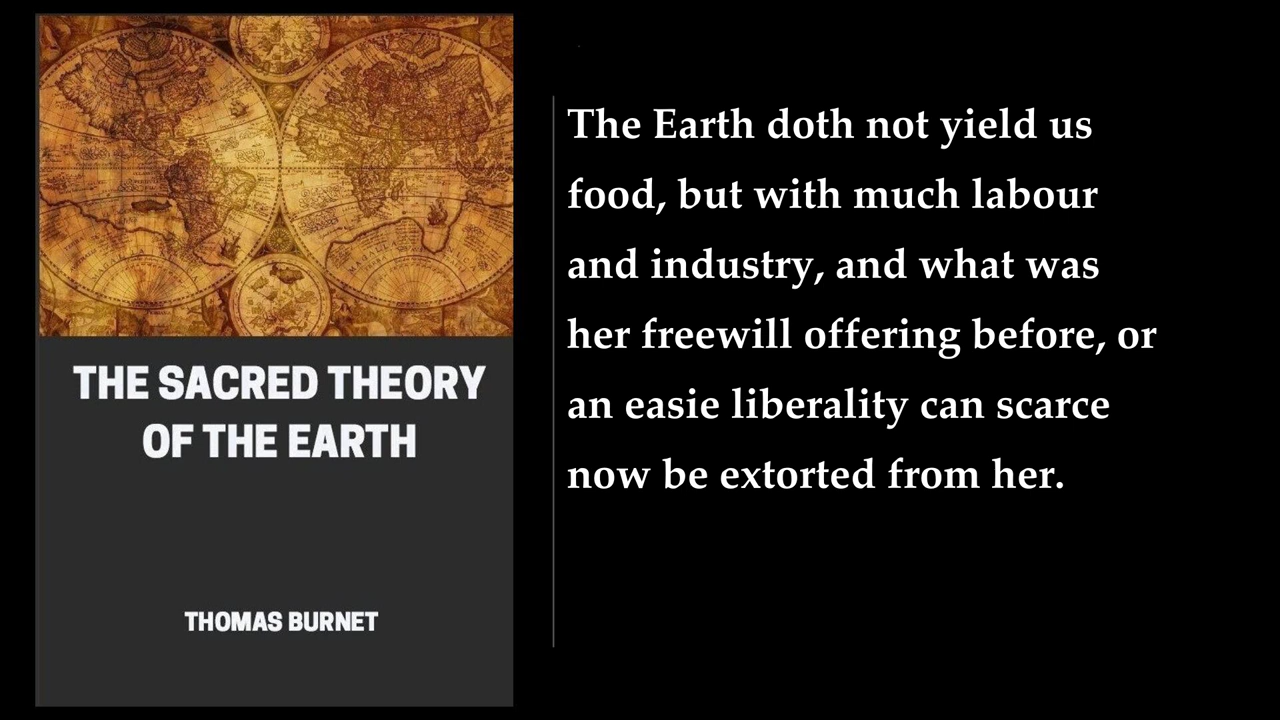 THE SACRED THEORY
OF THE EARTH
THOMAS BURNET
The Earth doth not yield us
food, but with much labour
and industry, and what was
her freewill offering before, or
an easie liberality can scarce
now be extorted from her.